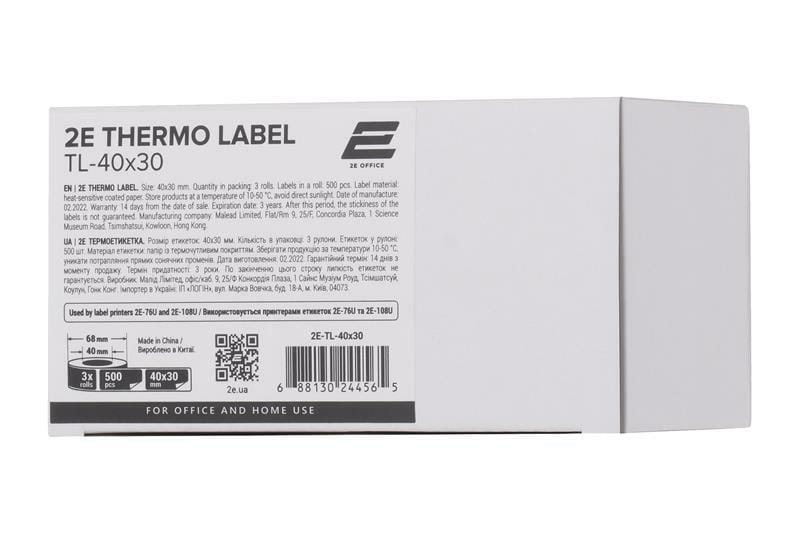 2E THERMO LABEL
TL-40x30
2E OFFICE
EN | 2E THERMO LABEL. Size: 40x30 mm. Quantity in packing: 3 rolls. Labels in a roll: 500 pcs. Label material:
heat-sensitive coated paper. Store products at a temperature of 10-50 °C, avoid direct sunlight. Date of manufacture:
02.2022. Warranty: 14 days from the date of sale. Expiration date: 3 years. After this period, the stickiness of the
labels is not guaranteed. Manufacturing company: Malead Limited, Flat/Rm 9, 25/F, Concordia Plaza, 1 Science
Museum Road, Tsimshatsui, Kowloon, Hong Kong.
UA | 2E ТЕРМОЕТИКЕТКА. Розмір етикеток: 40х30 мм. Кількість в упаковці: 3 рулони. Етикеток у рулоні:
500 шт. Матеріал етикетки: папір із термочутливим покриттям. Зберігати продукцію за температури 10-50 °C,
уникати потрапляння прямих сонячних променів. Дата виготовлення: 02.2022. Гарантійний термін: 14 днів з
моменту продажу. Термін придатності: 3 роки. По закінченню цього строку липкість етикеток не
гарантується. Виробник: Малід Лімітед, офіс/каб. 9, 25/Ф Конкордія Плаза, 1 Сайнс Музіум Роуд, Тсимшатсуі,
Коулун, Гонк Конг. Імпортер в Україні: ІП «ЛОГІН», вул. Марка Вовчка, буд. 18-А, м. Київ, 04073.
Used by label printers 2E-76U and 2E-108U / Використовується принтерами етикеток 2E-76U та 2E-108U
68 mm
40 mm
3x
rolls
500
pcs
40x30
mm
Made in China /
Вироблено в Китаї.
2e.ua
2E-TL-40x30
6 88130 24456 5
FOR OFFICE AND HOME USE